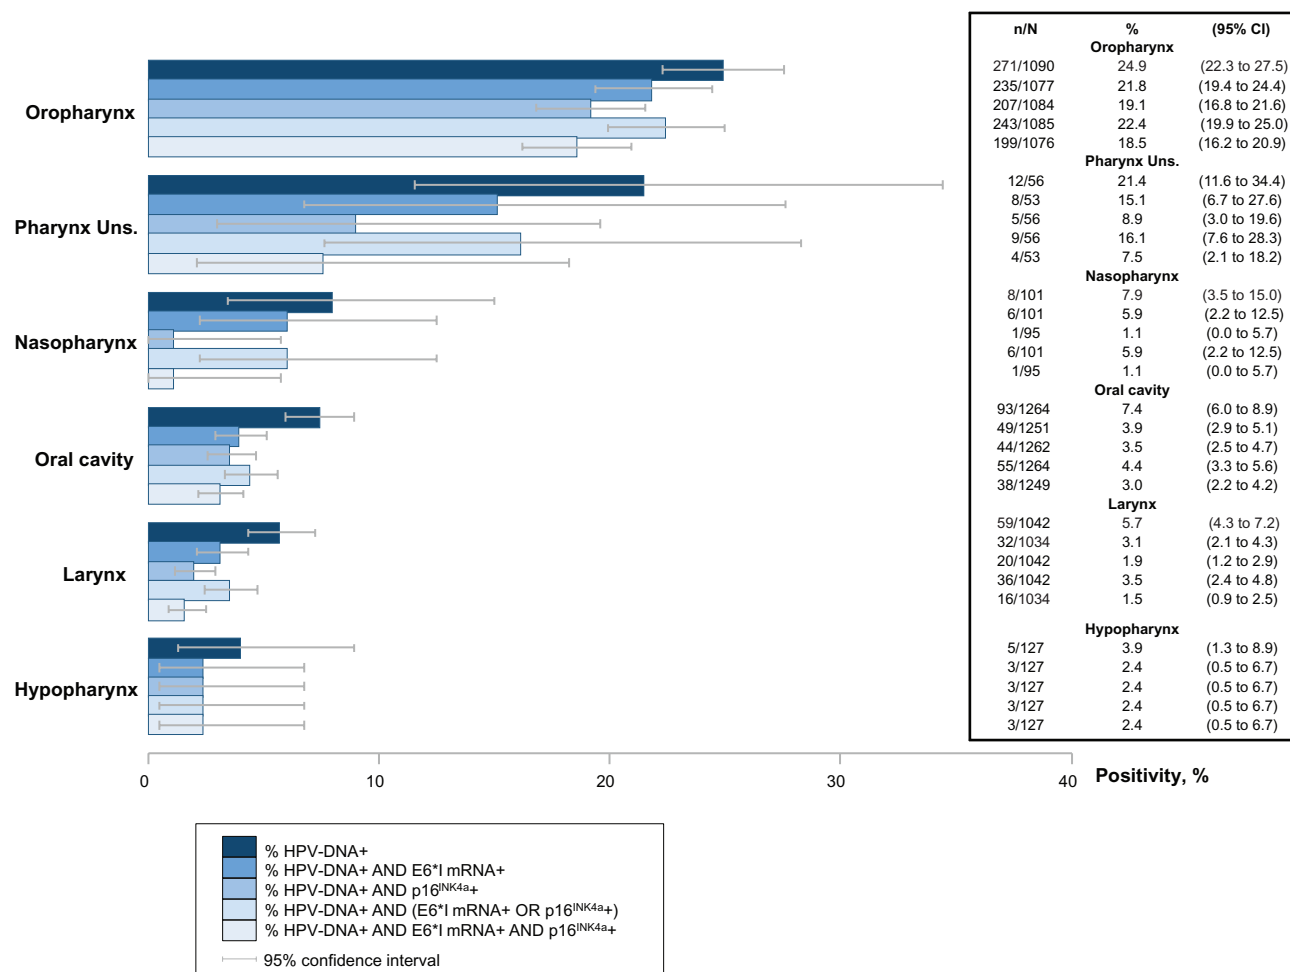 n/N % (95% CI)
Oropharynx
271/1090 24.9 (22.3 to 27.5)
235/1077 21.8 (19.4 to 24.4)
207/1084 19.1 (16.8 to 21.6)
243/1085 22.4 (19.9 to 25.0)
199/1076 18.5 (16.2 to 20.9)
Pharynx Uns.
12/56 21.4 (11.6 to 34.4)
8/53 15.1 (6.7 to 27.6)
5/56 8.9 (3.0 to 19.6)
9/56 16.1 (7.6 to 28.3)
4/53 7.5 (2.1 to 18.2)
Nasopharynx
8/101 7.9 (3.5 to 15.0)
6/101 5.9 (2.2 to 12.5)
1/95 1.1 (0.0 to 5.7)
6/101 5.9 (2.2 to 12.5)
1/95 1.1 (0.0 to 5.7)
Oral cavity
93/1264 7.4 (6.0 to 8.9)
49/1251 3.9 (2.9 to 5.1)
44/1262 3.5 (2.5 to 4.7)
55/1264 4.4 (3.3 to 5.6)
38/1249 3.0 (2.2 to 4.2)
Larynx
59/1042 5.7 (4.3 to 7.2)
32/1034 3.1 (2.1 to 4.3)
20/1042 1.9 (1.2 to 2.9)
36/1042 3.5 (2.4 to 4.8)
16/1034 1.5 (0.9 to 2.5)
Hypopharynx
5/127 3.9 (1.3 to 8.9)
3/127 2.4 (0.5 to 6.7)
3/127 2.4 (0.5 to 6.7)
3/127 2.4 (0.5 to 6.7)
3/127 2.4 (0.5 to 6.7)
Oropharynx
Pharynx Uns.
Nasopharynx
Oral cavity
Larynx
Hypopharynx
0 10 20 30 40 Positivity, %
% HPV-DNA+
% HPV-DNA+ AND E6*I mRNA+
% HPV-DNA+ AND p16INK4a+
% HPV-DNA+ AND (E6*I mRNA+ OR p16INK4a+)
% HPV-DNA+ AND E6*I mRNA+ AND p16INK4a+
95% confidence interval